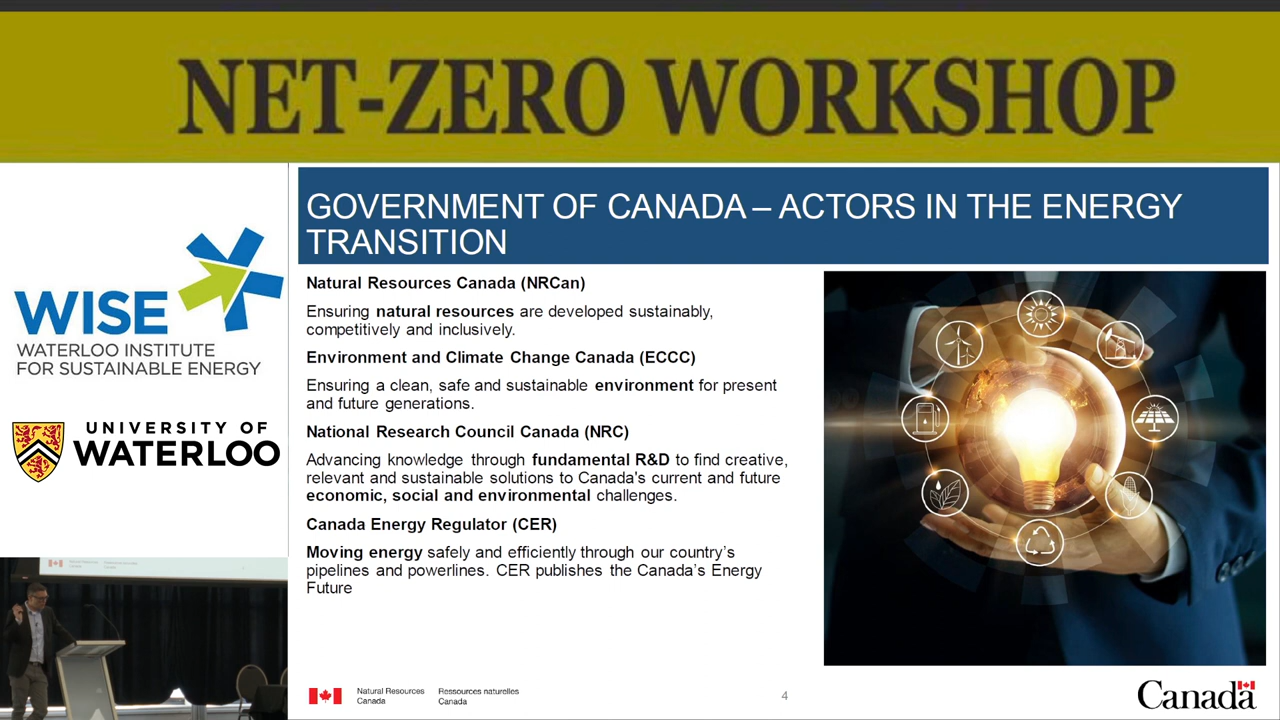 NET-ZERO WORKSHOP
WISE
WATERLOO INSTITUTE
FOR SUSTAINABLE ENERGY
UNIVERSITY OF
WATERLOO
GOVERNMENT OF CANADA – ACTORS IN THE ENERGY
TRANSITION
Natural Resources Canada (NRCan)
Ensuring natural resources are developed sustainably,
competitively and inclusively.
Environment and Climate Change Canada (ECCC)
Ensuring a clean, safe and sustainable environment for present
and future generations.
National Research Council Canada (NRC)
Advancing knowledge through fundamental R&D to find creative,
relevant and sustainable solutions to Canada's current and future
economic, social and environmental challenges.
Canada Energy Regulator (CER)
Moving energy safely and efficiently through our country’s
pipelines and powerlines. CER publishes the Canada’s Energy
Future
Natural Resources
Canada
Ressources naturelles
Canada
4
Canada